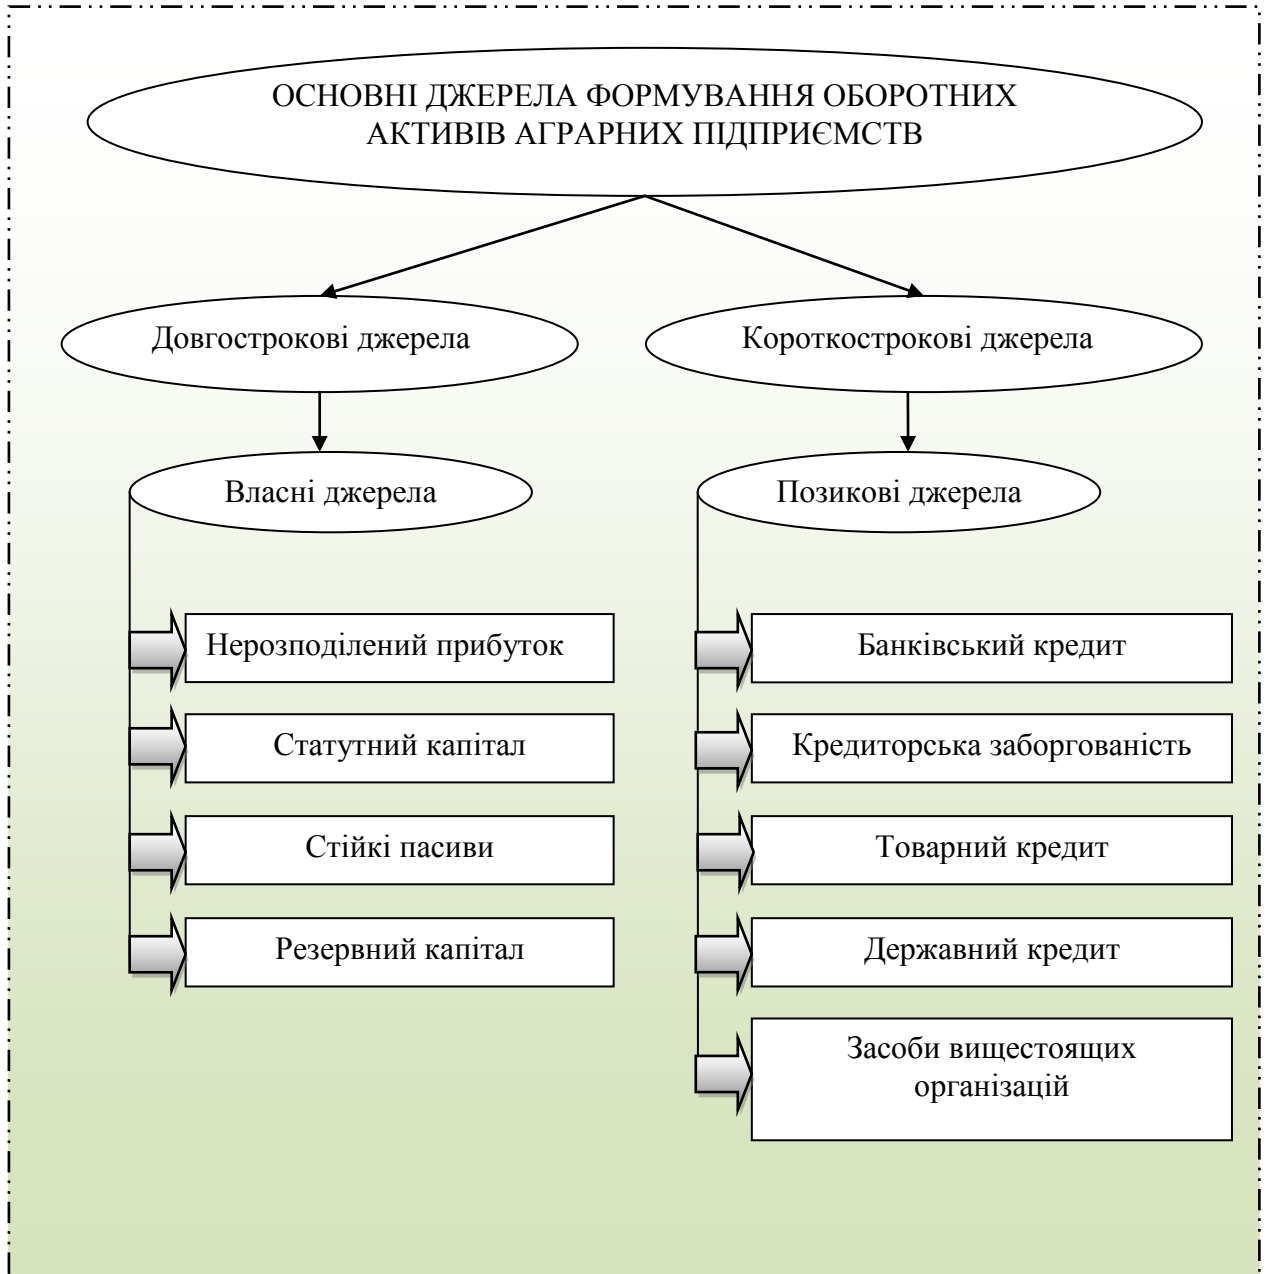 ОСНОВНІ ДЖЕРЕЛА ФОРМУВАННЯ ОБОРОТНИХ
АКТИВІВ АГРАРНИХ ПІДПРИЄМСТВ
Довгострокові джерела
Короткострокові джерела
Власні джерела
Позикові джерела
Нерозподілений прибуток
Статутний капітал
Стійкі пасиви
Резервний капітал
Банківський кредит
Кредиторська заборгованість
Товарний кредит
Державний кредит
Засоби вищестоящих
організацій